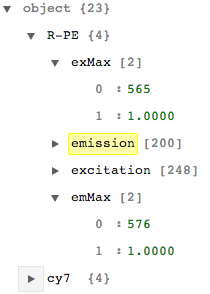 object {23}
R-PE {4}
exMax [2]
0 : 565
1 : 1.0000
emission [200]
excitation [248]
emMax [2]
0 : 576
1 : 1.0000
cy7 {4}